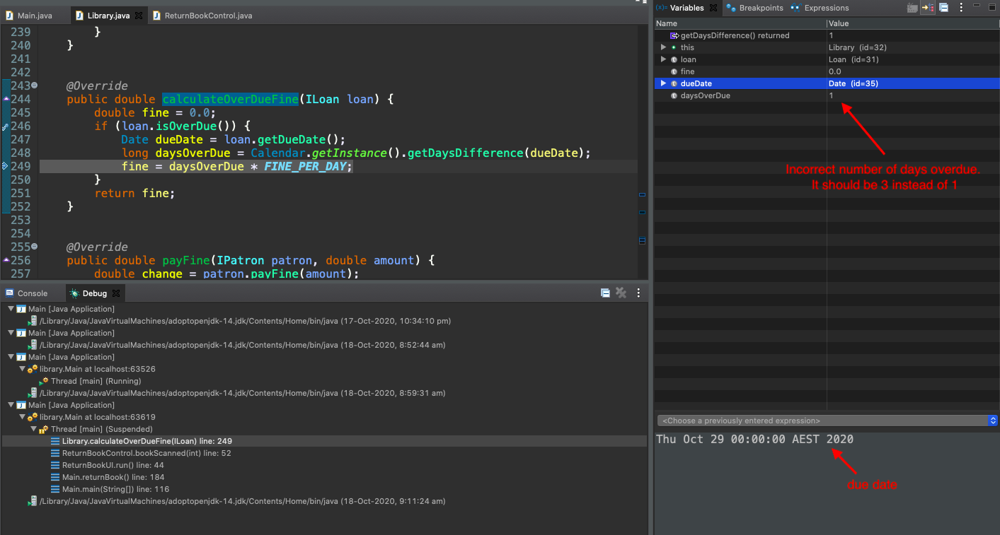 Main.java
Library.java
ReturnBookControl.java
239 }
240 }
241
242
243 @Override
244 public double calculateOverDueFine(ILoan loan) {
245 double fine = 0.0;
246 if (loan.isOverDue()) {
247 Date dueDate = loan.getDueDate();
248 long daysOverDue = Calendar.getInstance().getDaysDifference(dueDate);
249 fine = daysOverDue * FINE_PER_DAY;
250 }
251 return fine;
252 }
253
254
255 @Override
256 public double payFine(IPatron patron, double amount) {
257 double change = patron.payFine(amount);
Console
Debug
Main [Java Application]
/Library/Java/JavaVirtualMachines/adoptopenjdk-14.jdk/Contents/Home/bin/java (17-Oct-2020, 10:34:10 pm)
Main [Java Application]
/Library/Java/JavaVirtualMachines/adoptopenjdk-14.jdk/Contents/Home/bin/java (18-Oct-2020, 8:52:44 am)
Main [Java Application]
library.Main at localhost:63526
Thread [main] (Running)
/Library/Java/JavaVirtualMachines/adoptopenjdk-14.jdk/Contents/Home/bin/java (18-Oct-2020, 8:59:31 am)
Main [Java Application]
library.Main at localhost:63619
Thread [main] (Suspended)
Library.calculateOverDueFine(ILoan) line: 249
ReturnBookControl.bookScanned(int) line: 52
ReturnBookUI.run() line: 44
Main.returnBook() line: 184
Main.main(String[]) line: 116
/Library/Java/JavaVirtualMachines/adoptopenjdk-14.jdk/Contents/Home/bin/java (18-Oct-2020, 9:11:24 am)
(x)= Variables
Breakpoints
Expressions
Name Value
getDaysDifference() returned 1
this Library (id=32)
loan Loan (id=31)
fine 0.0
dueDate Date (id=35)
daysOverDue 1
Incorrect number of days overdue.
It should be 3 instead of 1
<Choose a previously entered expression>
Thu Oct 29 00:00:00 AEST 2020
due date